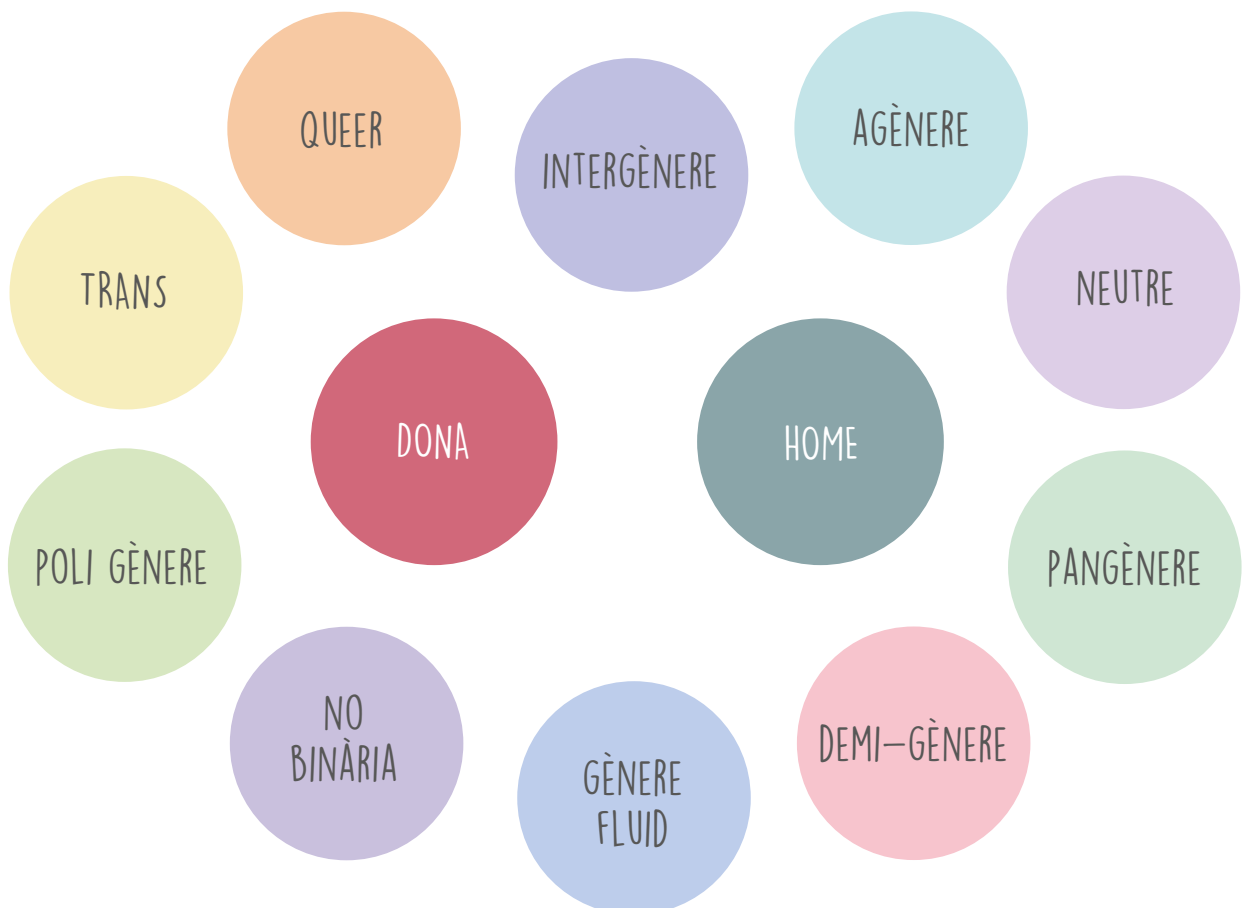 QUEER
INTERGÈNERE
AGÈNERE
TRANS
NEUTRE
DONA
HOME
POLI GÈNERE
PANGÈNERE
NO
BINÀRIA
GÈNERE
FLUID
DEMI-GÈNERE